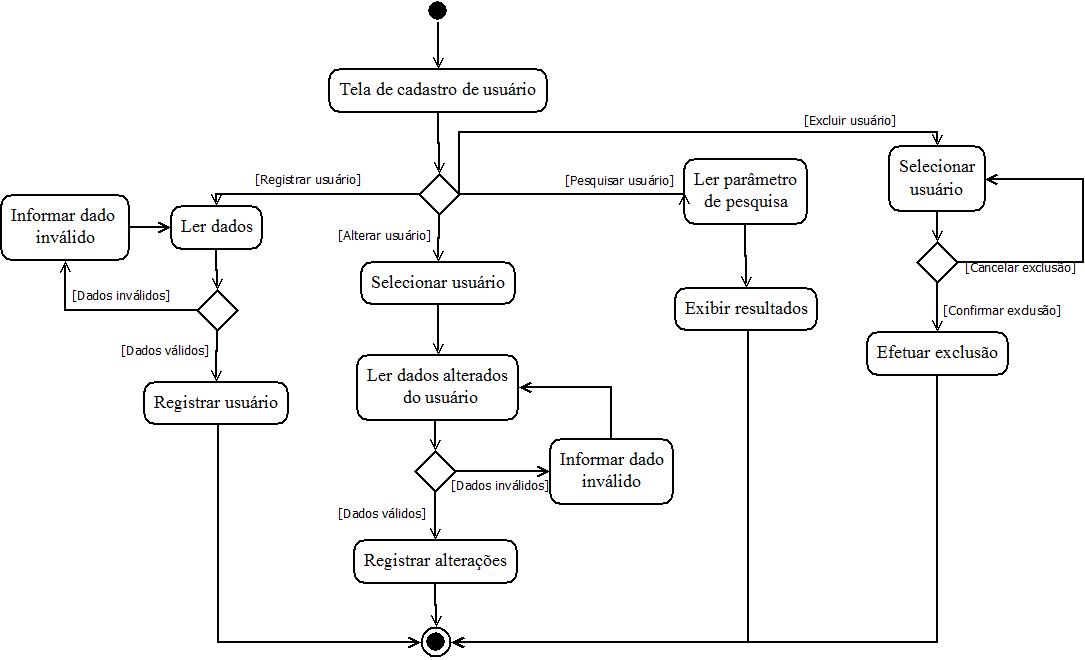 Tela de cadastro de usuário
[Excluir usuário]
[Registrar usuário]
[Pesquisar usuário]
Ler parâmetro
de pesquisa
Selecionar
usuário
Informar dado
inválido
Ler dados
[Alterar usuário]
Selecionar usuário
[Cancelar exclusão]
[Dados inválidos]
Exibir resultados
[Confirmar exclusão]
[Dados válidos]
Efetuar exclusão
Ler dados alterados
do usuário
Registrar usuário
Informar dado
inválido
[Dados inválidos]
[Dados válidos]
Registrar alterações